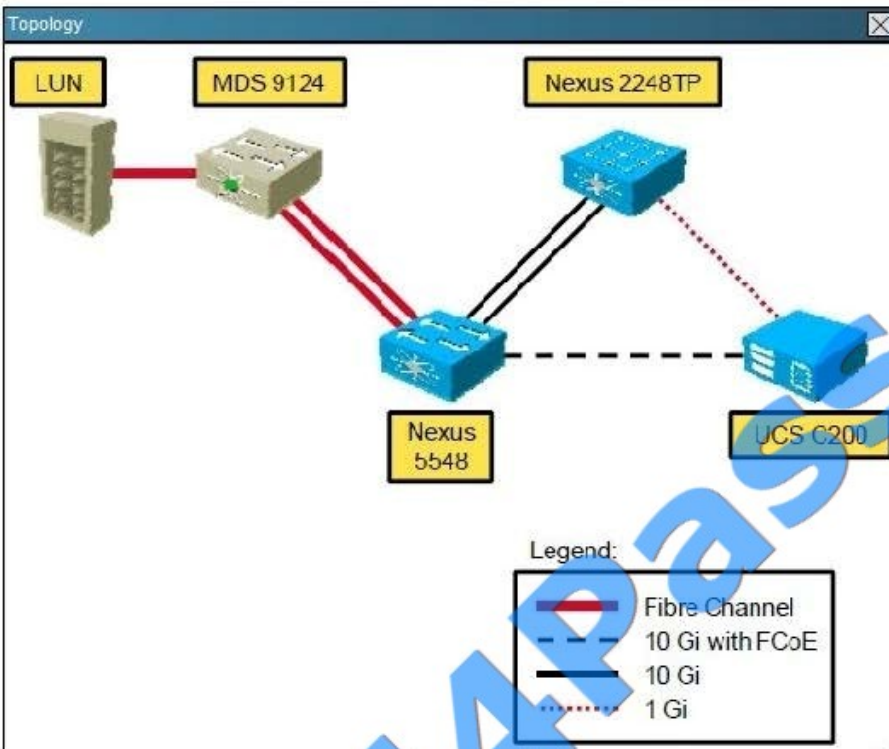 Topology
LUN
MDS 9124
Nexus 2248TP
Nexus
5548
UCS C200
Legend:
Fibre Channel
10 Gi with FCoE
10 Gi
1 Gi
4Pass